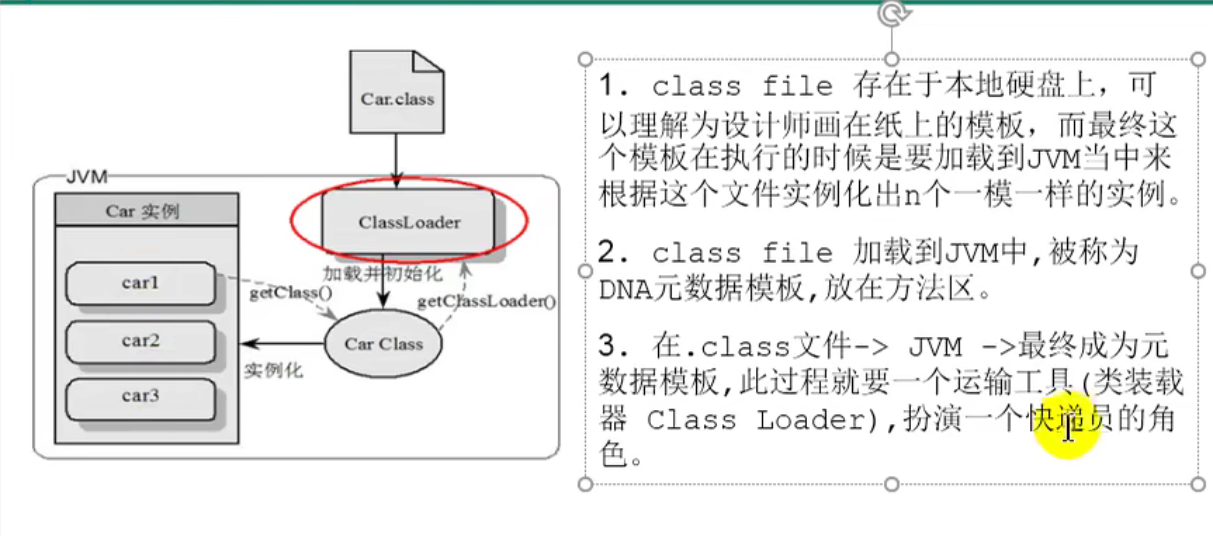 Car.class
JVM
Car 实例
ClassLoader
加载并初始化
car1
getClass()
getClassLoader()
car2
Car Class
实例化
car3
1. class file 存在于本地硬盘上，可
以理解为设计师画在纸上的模板，而最终这
个模板在执行的时候是要加载到JVM当中来
根据这个文件实例化出n个一模一样的实例。
2. class file 加载到JVM中,被称为
DNA元数据模板,放在方法区。
3. 在.class文件-> JVM ->最终成为元
数据模板,此过程就要一个运输工具(类装载
器 Class Loader),扮演一个快递员的角
色。